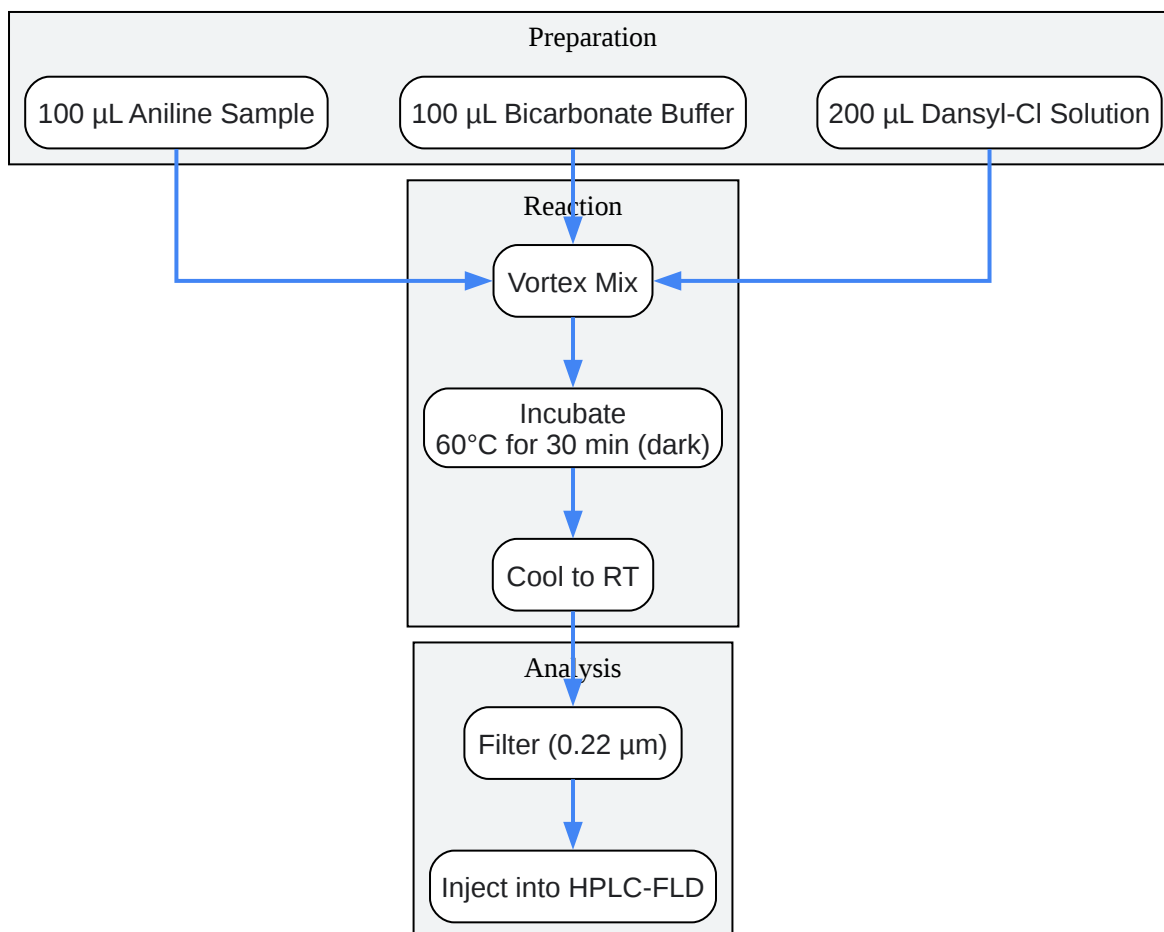 Preparation
100 µL Aniline Sample
100 µL Bicarbonate Buffer
200 µL Dansyl-Cl Solution
Reaction
Vortex Mix
Incubate
60°C for 30 min (dark)
Cool to RT
Analysis
Filter (0.22 µm)
Inject into HPLC-FLD